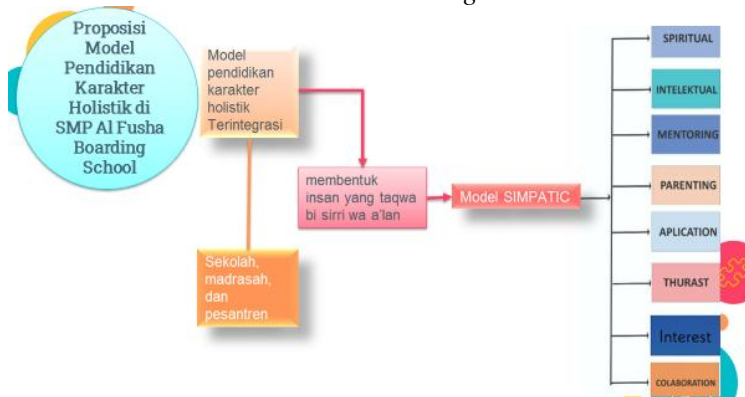 Proposisi
Model
Pendidikan
Karakter
Holistik di
SMP Al Fusha
Boarding
School
Model
pendidikan
karakter
holistik
Terintegrasi
Sekolah,
madrasah,
dan
pesantren
membentuk
insan yang taqwa
bi sirri wa a'lan
Model SIMPATIC
SPIRITUAL
INTELEKTUAL
MENTORING
PARENTING
APLICATION
THURAST
Interest
COLABORATION